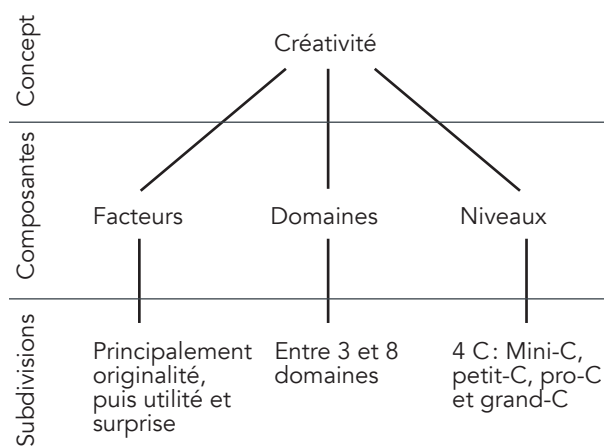 Concept
Créativité
Composantes
Facteurs
Domaines
Niveaux
Subdivisions
Principalement
originalité,
puis utilité et
surprise
Entre 3 et 8
domaines
4 C : Mini-C,
petit-C, pro-C
et grand-C